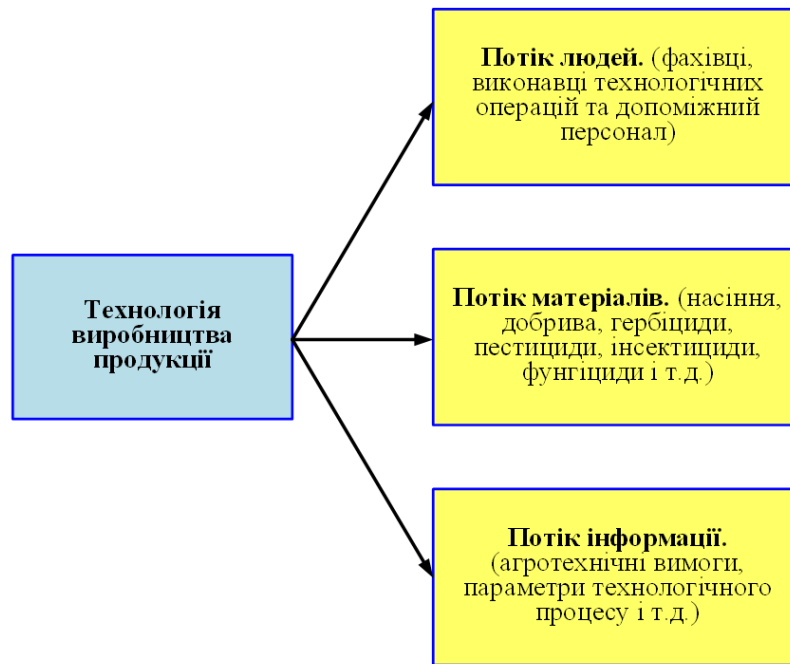 Потік людей. (фахівці,
виконавці технологічних
операцій та допоміжний
персонал)
Технологія
виробництва
продукції
Потік матеріалів. (насіння,
добрива, гербіциди,
пестициди, інсектициди,
фунгіциди і т.д.)
Потік інформації.
(агротехнічні вимоги,
параметри технологічного
процесу і т.д.)